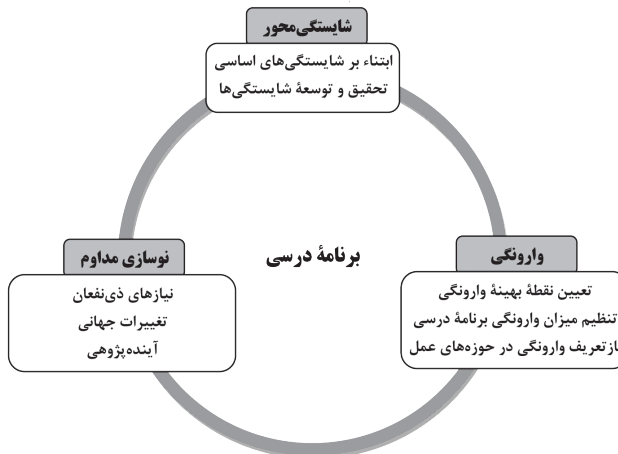 شایستگی‌محور
ابتناء بر شایستگی‌های اساسی
تحقیق و توسعهٔ شایستگی‌ها
برنامهٔ درسی
وارونگی
تعیین نقطهٔ بهینهٔ وارونگی
تنظیم میزان وارونگی برنامهٔ درسی
ازتعریف وارونگی در حوزه‌های عمل
نوسازی مداوم
نیازهای ذی‌نفعان
تغییرات جهانی
آینده‌پژوهی